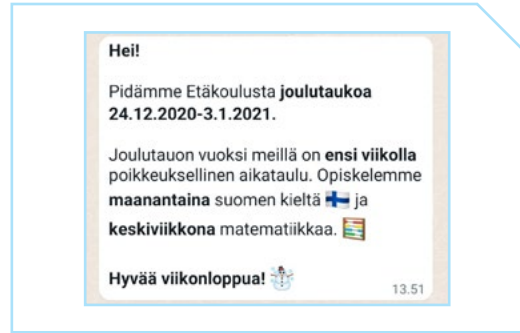 Hei!
Pidämme Etäkoulusta joulutaukoa
24.12.2020-3.1.2021.
Joulutauon vuoksi meillä on ensi viikolla
poikkeuksellinen aikataulu. Opiskelemme
maanantaina suomen kieltä 🇫🇮 ja
keskiviikkona matematiikkaa. 🧮
Hyvää viikonloppua! ☃️
13.51